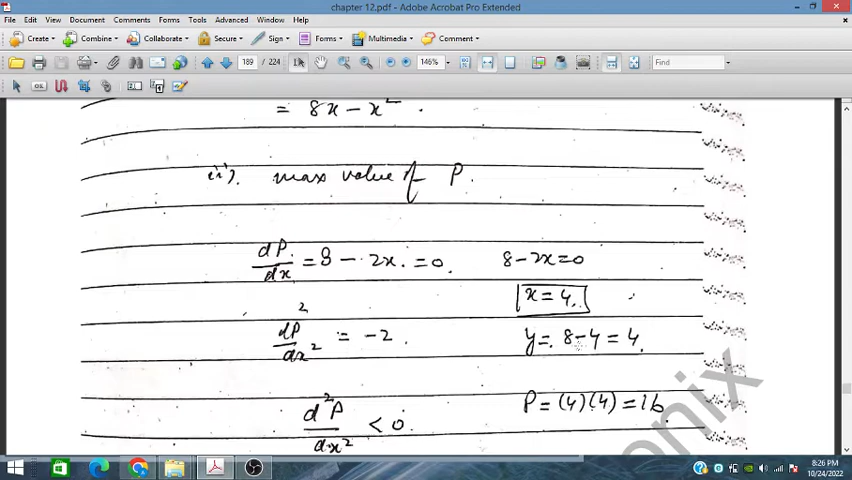 chapter 12.pdf - Adobe Acrobat Pro Extended
File Edit View Document Comments Forms Tools Advanced Window Help
Create Combine Collaborate Secure Sign Forms Multimedia Comment
189 / 224 146% Find
= 8x - x²
ii). max value of P.
dP/dx = 8 - 2x. = 0. 8-2x=0
x = 4.
d²P/dx² = -2. y = 8-4 = 4.
d²P/dx² < 0. P = (4)(4) = 16
onix
8:26 PM
10/24/2022